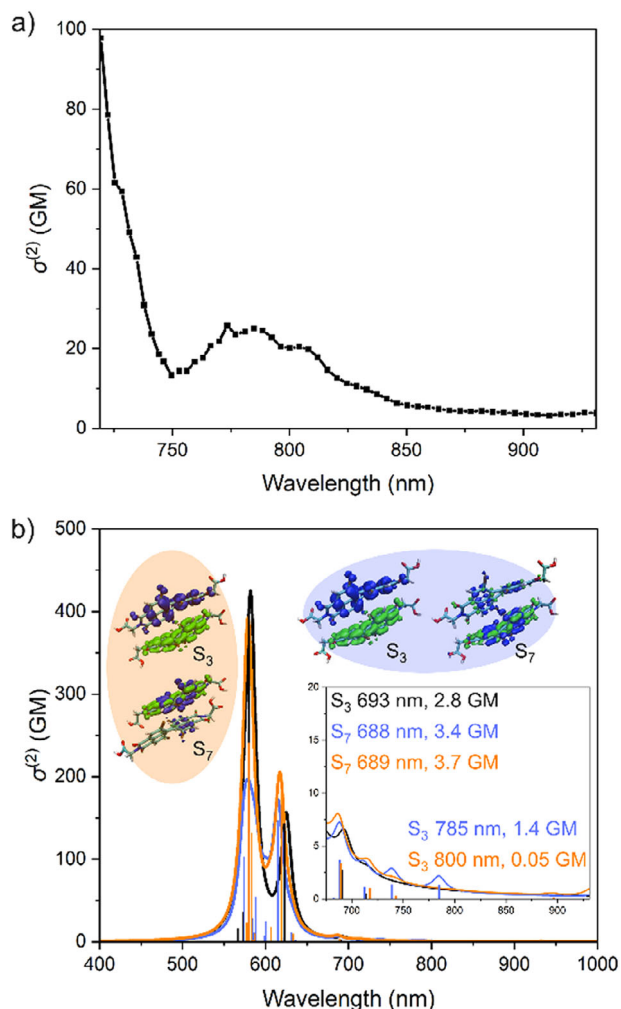 a)
100
80
60
40
20
0
σ(2) (GM)
750
800
850
900
Wavelength (nm)
b)
500
400
300
200
100
0
σ(2) (GM)
S3
S7
S3
S7
20
15
10
5
0
S3 693 nm, 2.8 GM
S7 688 nm, 3.4 GM
S7 689 nm, 3.7 GM
S3 785 nm, 1.4 GM
S3 800 nm, 0.05 GM
700
750
800
850
900
400
500
600
700
800
900
1000
Wavelength (nm)